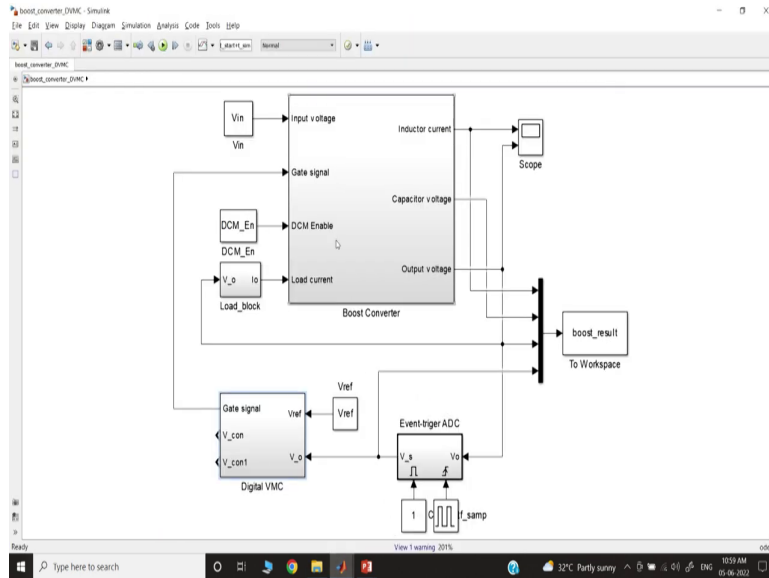 boost_converter_DVMC - Simulink
File Edit View Display Diagram Simulation Analysis Code Tools Help
t_start+t_sim
Normal
boost_converter_DVMC
boost_converter_DVMC
Vin
Vin
Input voltage
Gate signal
DCM_En
DCM_En
DCM Enable
V_o Io
Load_block
Load current
Inductor current
Capacitor voltage
Output voltage
Boost Converter
Scope
boost_result
To Workspace
Gate signal
Vref
V_con
V_con1
V_o
Digital VMC
Vref
Vref
Event-triger ADC
V_s Vo
1
C
f_samp
Ready
View 1 warning 201%
ode
Type here to search
32°C Partly sunny
ENG
10:59 AM
05-06-2022